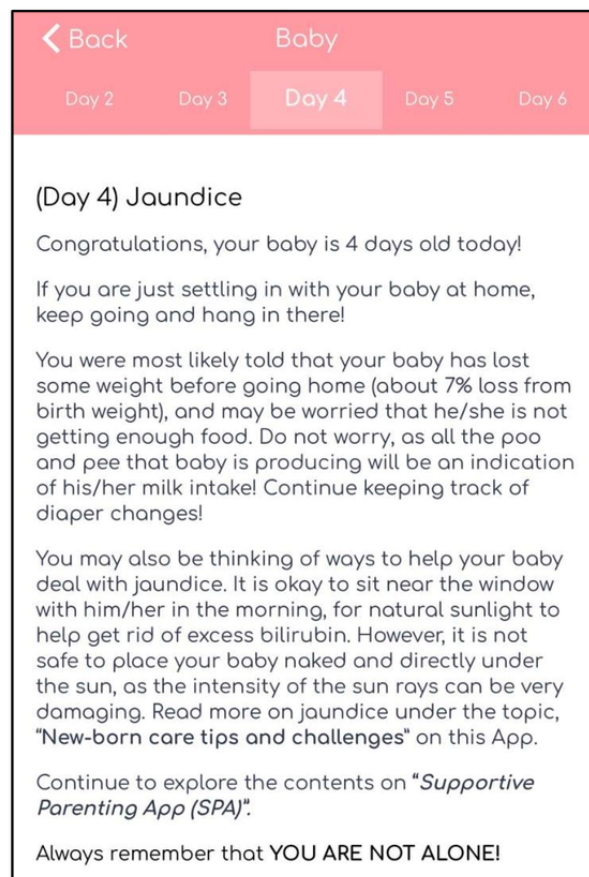 Back Baby
Day 2 Day 3 Day 4 Day 5 Day 6
(Day 4) Jaundice
Congratulations, your baby is 4 days old today!
If you are just settling in with your baby at home,
keep going and hang in there!
You were most likely told that your baby has lost
some weight before going home (about 7% loss from
birth weight), and may be worried that he/she is not
getting enough food. Do not worry, as all the poo
and pee that baby is producing will be an indication
of his/her milk intake! Continue keeping track of
diaper changes!
You may also be thinking of ways to help your baby
deal with jaundice. It is okay to sit near the window
with him/her in the morning, for natural sunlight to
help get rid of excess bilirubin. However, it is not
safe to place your baby naked and directly under
the sun, as the intensity of the sun rays can be very
damaging. Read more on jaundice under the topic,
"New-born care tips and challenges" on this App.
Continue to explore the contents on "Supportive
Parenting App (SPA)".
Always remember that YOU ARE NOT ALONE!